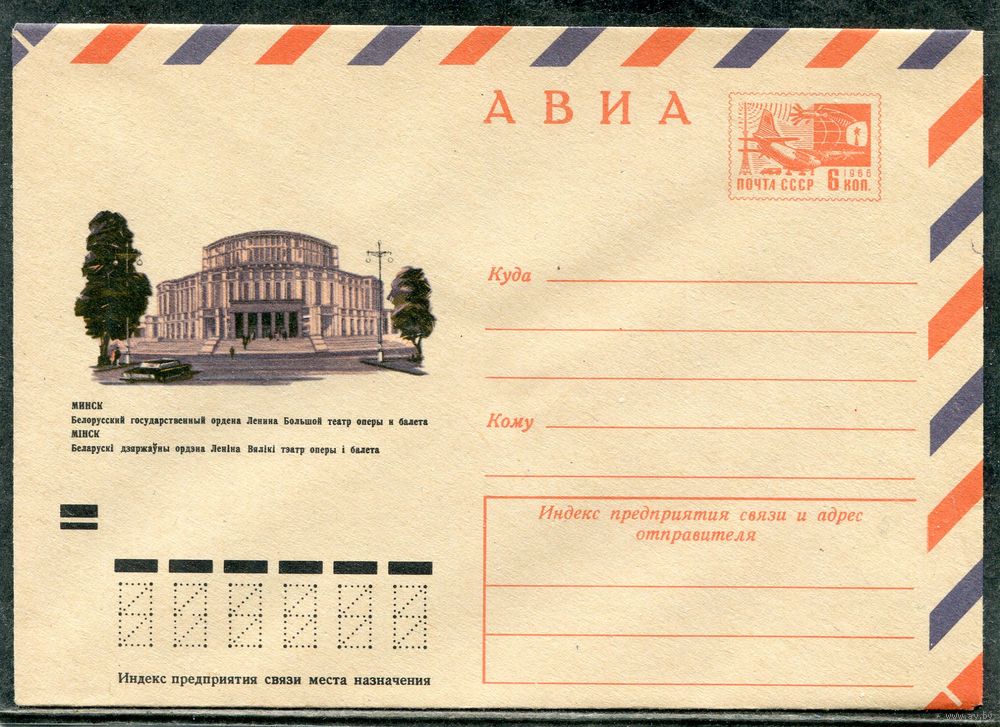 АВИА
1966
ПОЧТА СССР 6 КОП.
Куда
Кому
МИНСК
Белорусский государственный ордена Ленина Большой театр оперы и балета
МІНСК
Беларускі дзяржаўны ордэна Леніна Вялікі тэатр оперы і балета
Индекс предприятия связи и адрес
отправителя
Индекс предприятия связи места назначения